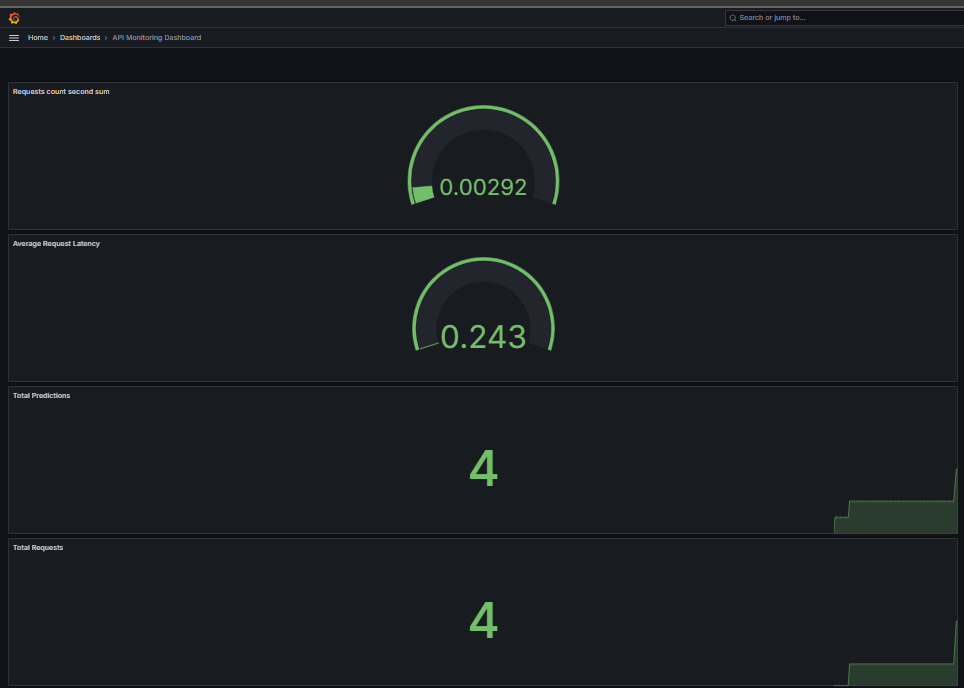 Search or jump to...
Home › Dashboards › API Monitoring Dashboard
Requests count second sum
0.00292
Average Request Latency
0.243
Total Predictions
4
Total Requests
4